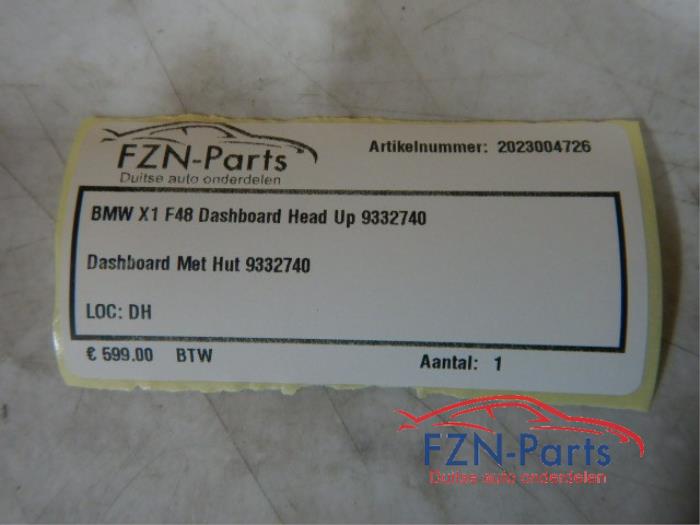 FZN-Parts
Duitse auto onderdelen
Artikelnummer: 2023004726
BMW X1 F48 Dashboard Head Up 9332740
Dashboard Met Hut 9332740
LOC: DH
€ 599.00 BTW
Aantal: 1
FZN-Parts
Duitse auto onderdelen